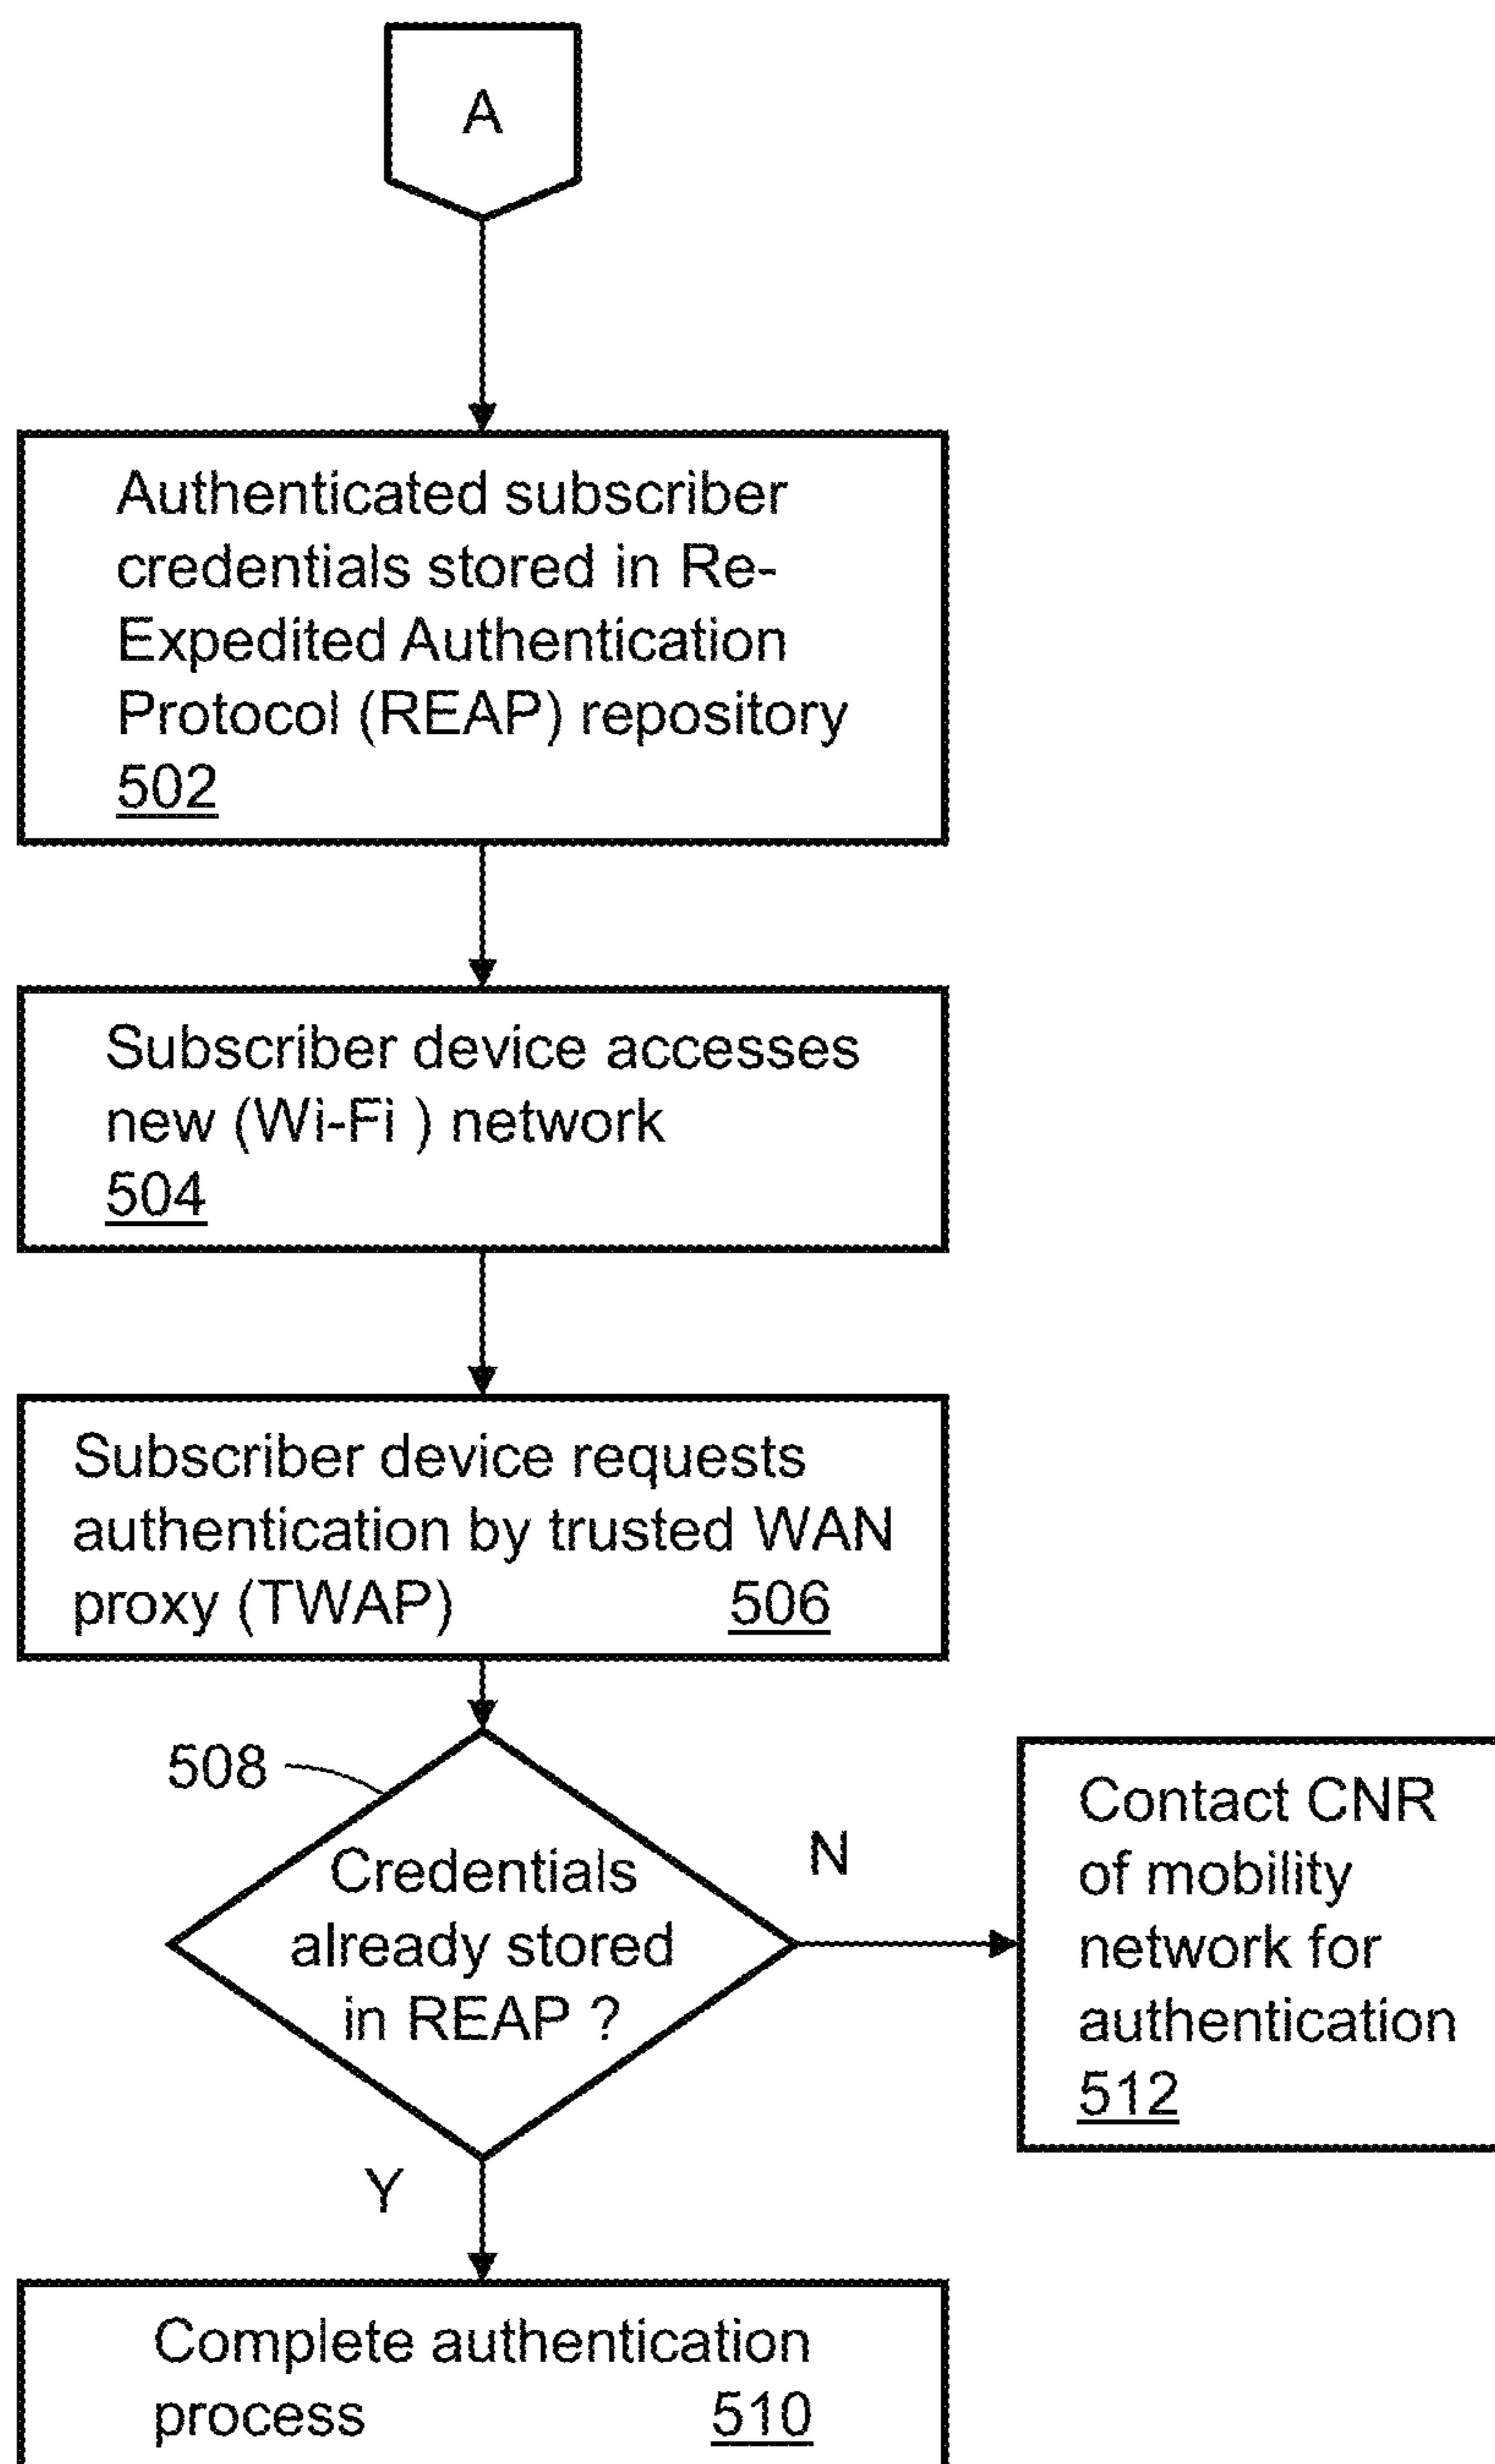 A
Authenticated subscriber
credentials stored in Re-
Expedited Authentication
Protocol (REAP) repository
502
Subscriber device accesses
new (Wi-Fi ) network
504
Subscriber device requests
authentication by trusted WAN
proxy (TWAP) 506
508
Credentials
already stored
in REAP ?
N
Contact CNR
of mobility
network for
authentication
512
Y
Complete authentication
process 510